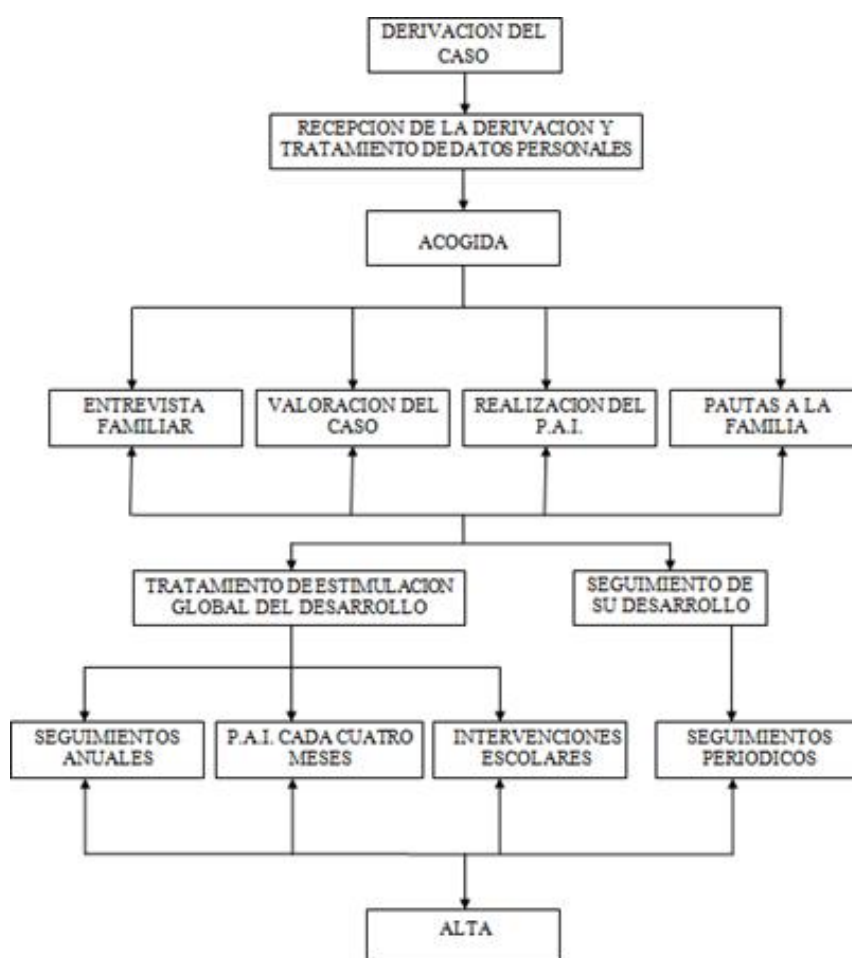 DERIVACION DEL
CASO
RECEPCION DE LA DERIVACION Y
TRATAMIENTO DE DATOS PERSONALES
ACOGIDA
ENTREVISTA
FAMILIAR
VALORACION DEL
CASO
REALIZACION DEL
P.A.I.
PAUTAS A LA
FAMILIA
TRATAMIENTO DE ESTIMULACION
GLOBAL DEL DESARROLLO
SEGUIMIENTO DE
SU DESARROLLO
SEGUIMIENTOS
ANUALES
P.A.I. CADA CUATRO
MESES
INTERVENCIONES
ESCOLARES
SEGUIMIENTOS
PERIODICOS
ALTA